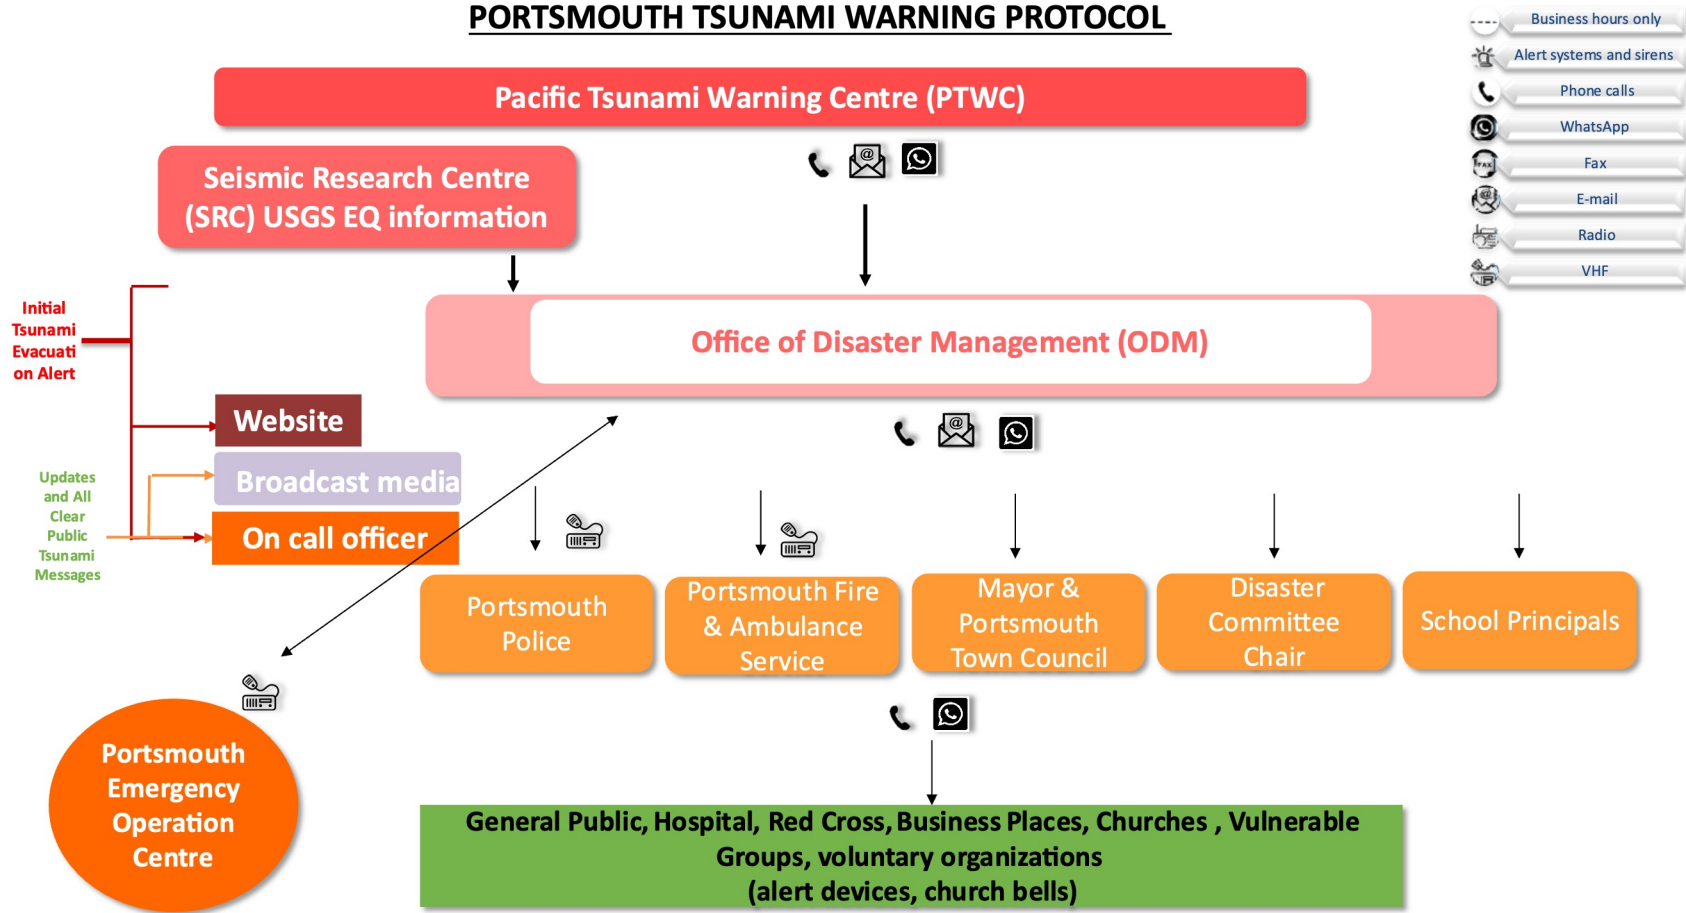 PORTSMOUTH TSUNAMI WARNING PROTOCOL
Business hours only
Alert systems and sirens
Phone calls
WhatsApp
FAX
Fax
@
E-mail
Radio
VHF
Pacific Tsunami Warning Centre (PTWC)
@
Seismic Research Centre
(SRC) USGS EQ information
Office of Disaster Management (ODM)
Initial
Tsunami
Evacuati
on Alert
Website
@
Broadcast media
Updates
and All
Clear
Public
Tsunami
Messages
On call officer
Portsmouth
Police
Portsmouth Fire
& Ambulance
Service
Mayor &
Portsmouth
Town Council
Disaster
Committee
Chair
School Principals
Portsmouth
Emergency
Operation
Centre
General Public, Hospital, Red Cross, Business Places, Churches , Vulnerable
Groups, voluntary organizations
(alert devices, church bells)